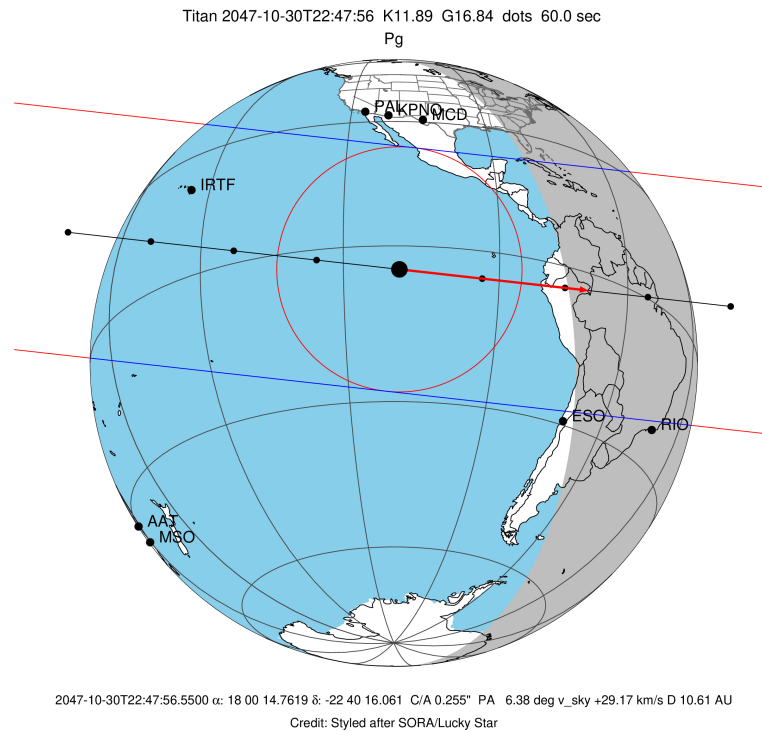 Titan 2047-10-30T22:47:56 K11.89 G16.84 dots 60.0 sec
Pg
PAL
KPNO
MCD
IRTF
ESO
RIO
AAT
MSO
2047-10-30T22:47:56.5500 α: 18 00 14.7619 δ: -22 40 16.061 C/A 0.255" PA 6.38 deg v_sky +29.17 km/s D 10.61 AU
Credit: Styled after SORA/Lucky Star